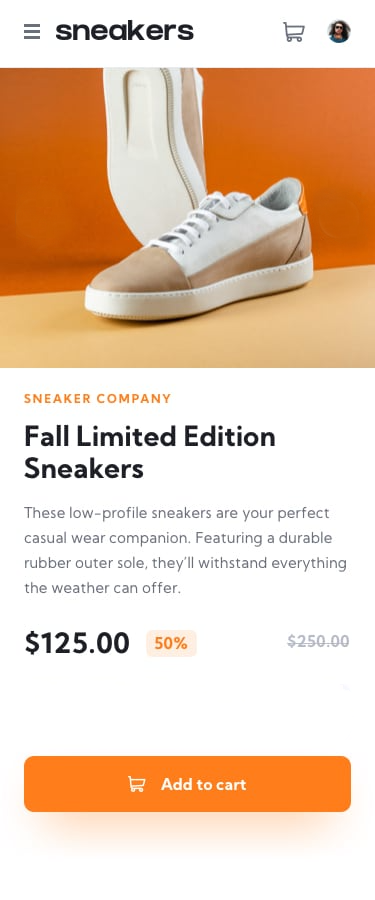 sneakers
SNEAKER COMPANY
Fall Limited Edition
Sneakers
These low-profile sneakers are your perfect
casual wear companion. Featuring a durable
rubber outer sole, they’ll withstand everything
the weather can offer.
$125.00 50% $250.00
Add to cart